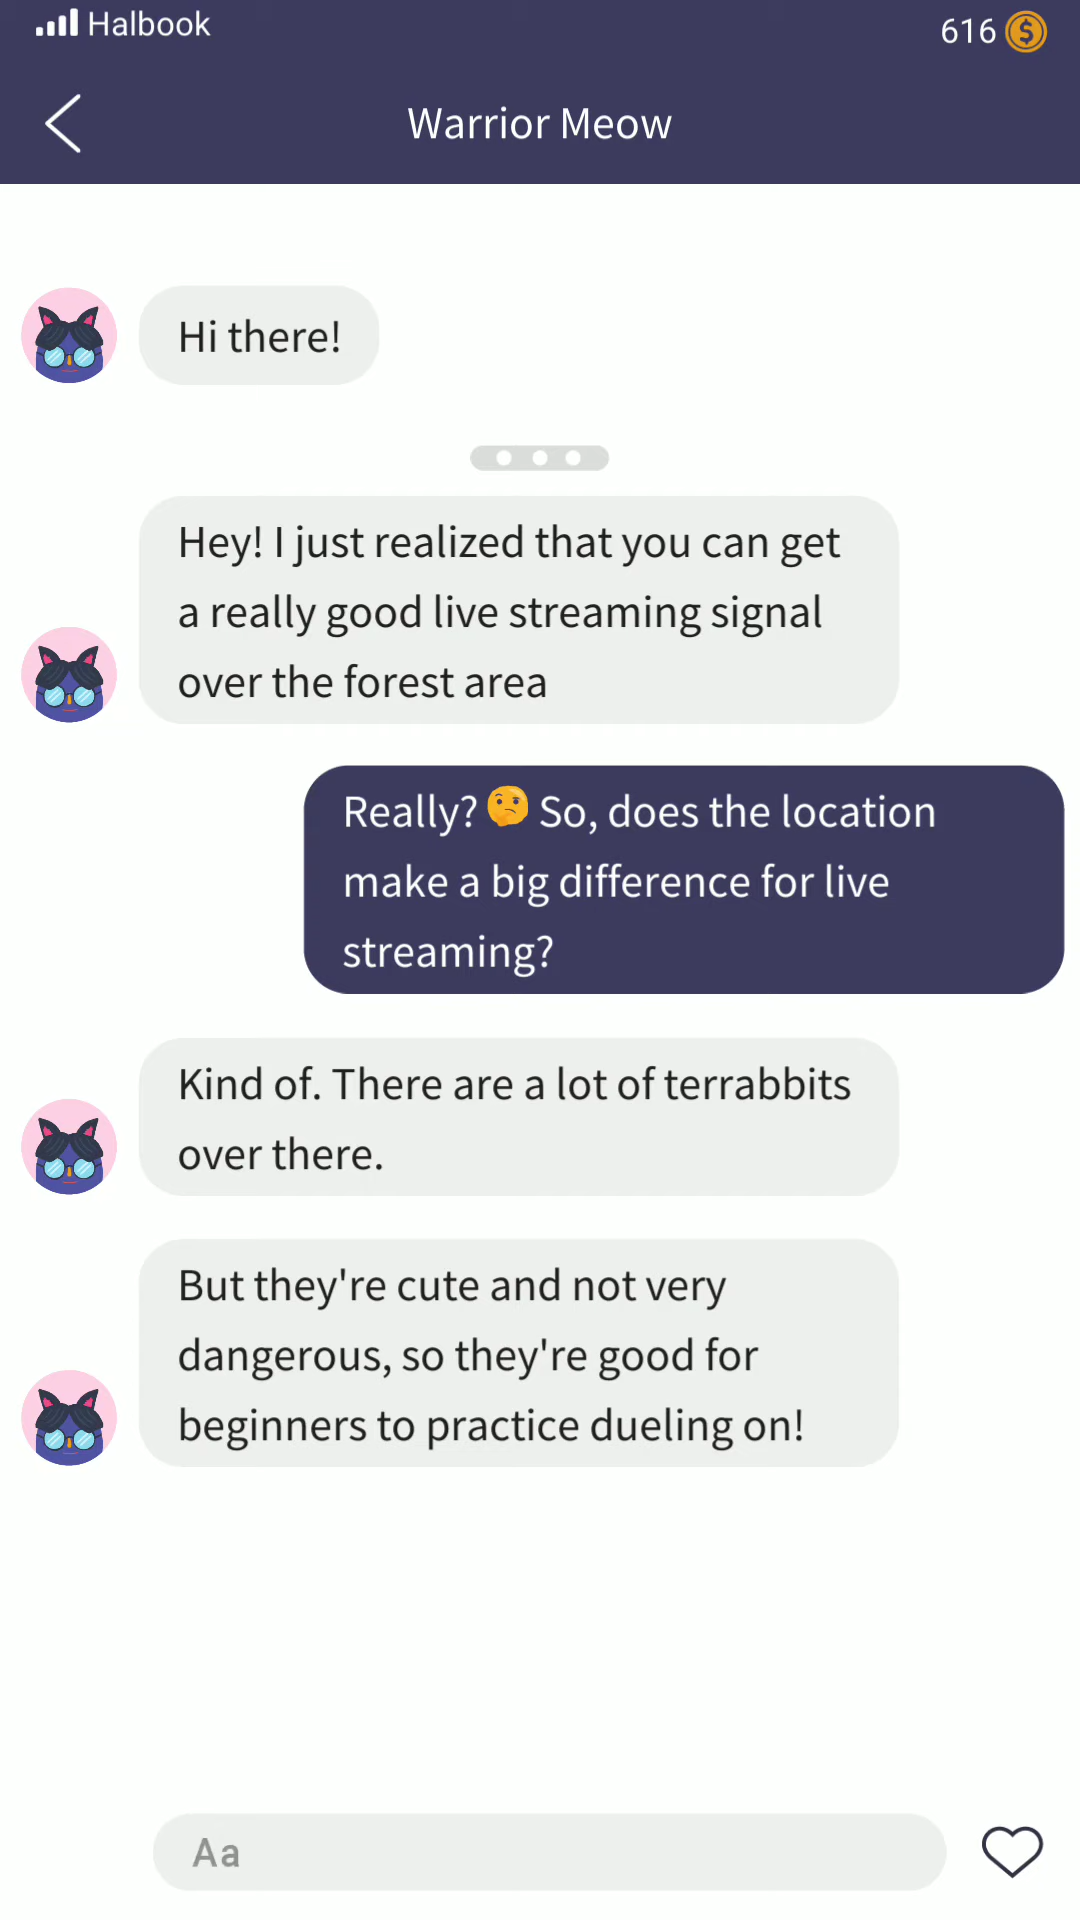 Halbook
616
Warrior Meow
Hi there!
Hey! I just realized that you can get
a really good live streaming signal
over the forest area
Really?🤔 So, does the location
make a big difference for live
streaming?
Kind of. There are a lot of terrabbits
over there.
But they're cute and not very
dangerous, so they're good for
beginners to practice dueling on!
Aa